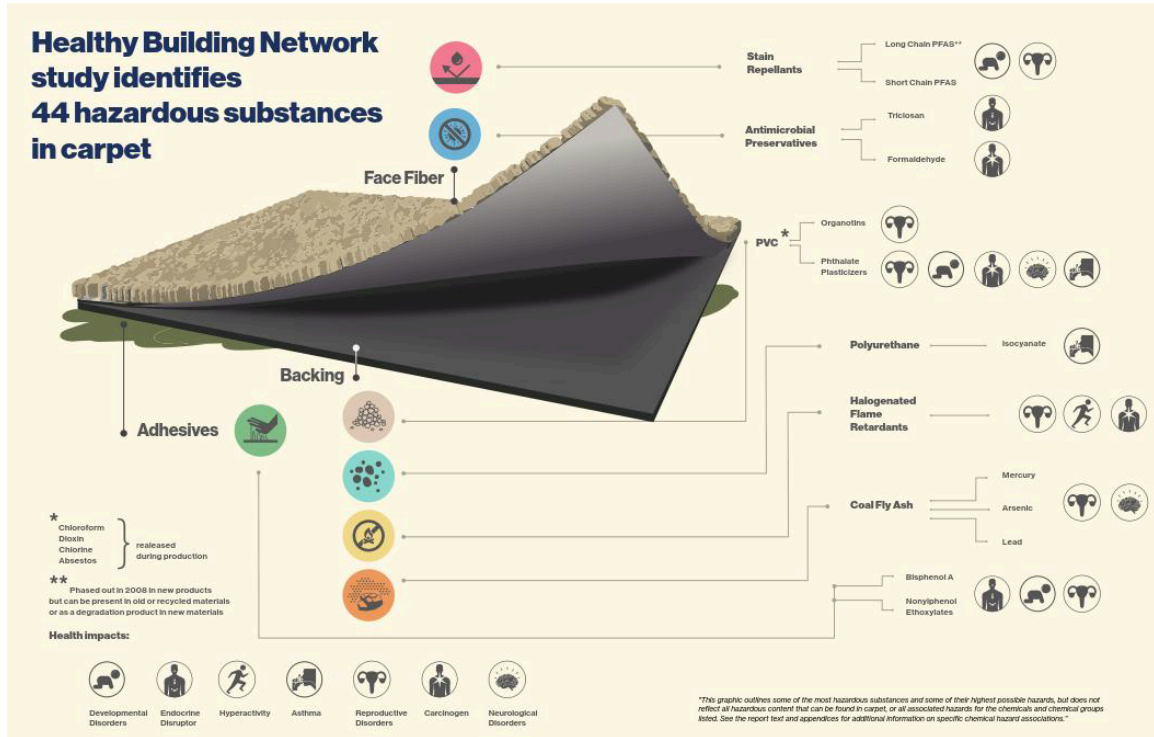 Healthy Building Network
study identifies
44 hazardous substances
in carpet
Face Fiber
Backing
Adhesives
Stain
Repellants
Long Chain PFAS**
Short Chain PFAS
Antimicrobial
Preservatives
Triclosan
Formaldehyde
PVC *
Organotins
Phthalate
Plasticizers
Polyurethane
Isocyanate
Halogenated
Flame
Retardants
Coal Fly Ash
Mercury
Arsenic
Lead
Bisphenol A
Nonylphenol
Ethoxylates
*
Chloroform
Dioxin
Chlorine
Absestos
realeased
during production
**
Phased out in 2008 in new products
but can be present in old or recycled materials
or as a degradation product in new materials
Health impacts:
Developmental
Disorders
Endocrine
Disruptor
Hyperactivity
Asthma
Reproductive
Disorders
Carcinogen
Neurological
Disorders
"This graphic outlines some of the most hazardous substances and some of their highest possible hazards, but does not
reflect all hazardous content that can be found in carpet, or all associated hazards for the chemicals and chemical groups
listed. See the report text and appendices for additional information on specific chemical hazard associations."